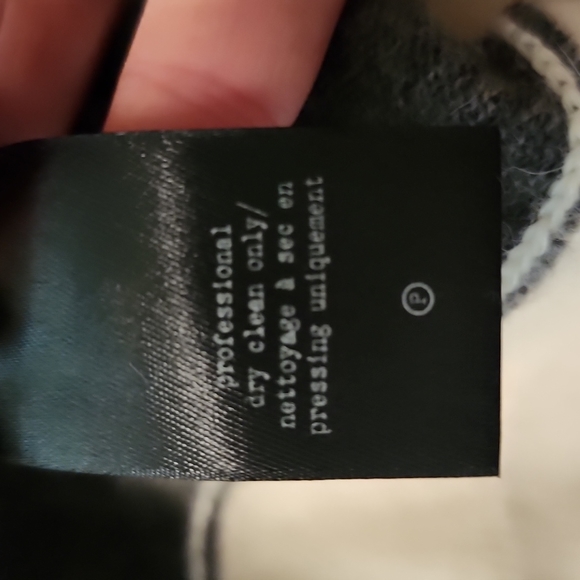 professional
dry clean only/
nettoyage à sec en
pressing uniquement
P